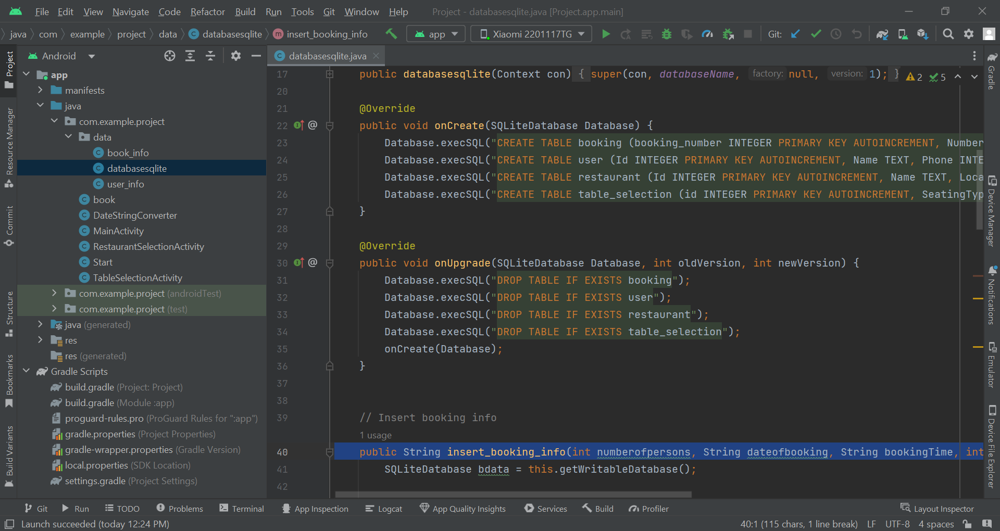 File Edit View Navigate Code Refactor Build Run Tools Git Window Help Project - databasesqlite.java [Project.app.main]
java com example project data databasesqlite insert_booking_info app Xiaomi 2201117TG Git:
Project
Resource Manager
Commit
Structure
Bookmarks
Build Variants
Android
app
manifests
java
com.example.project
data
book_info
databasesqlite
user_info
book
DateStringConverter
MainActivity
RestaurantSelectionActivity
Start
TableSelectionActivity
com.example.project (androidTest)
com.example.project (test)
java (generated)
res
res (generated)
Gradle Scripts
build.gradle (Project: Project)
build.gradle (Module :app)
proguard-rules.pro (ProGuard Rules for ":app")
gradle.properties (Project Properties)
gradle-wrapper.properties (Gradle Version)
local.properties (SDK Location)
settings.gradle (Project Settings)
databasesqlite.java
2 5
17 public databasesqlite(Context con) { super(con, databaseName, factory: null, version: 1); }
20
21 @Override
22 public void onCreate(SQLiteDatabase Database) {
23 Database.execSQL("CREATE TABLE booking (booking_number INTEGER PRIMARY KEY AUTOINCREMENT, Number
24 Database.execSQL("CREATE TABLE user (Id INTEGER PRIMARY KEY AUTOINCREMENT, Name TEXT, Phone INTE
25 Database.execSQL("CREATE TABLE restaurant (Id INTEGER PRIMARY KEY AUTOINCREMENT, Name TEXT, Loca
26 Database.execSQL("CREATE TABLE table_selection (id INTEGER PRIMARY KEY AUTOINCREMENT, SeatingTyp
27 }
28
29 @Override
30 public void onUpgrade(SQLiteDatabase Database, int oldVersion, int newVersion) {
31 Database.execSQL("DROP TABLE IF EXISTS booking");
32 Database.execSQL("DROP TABLE IF EXISTS user");
33 Database.execSQL("DROP TABLE IF EXISTS restaurant");
34 Database.execSQL("DROP TABLE IF EXISTS table_selection");
35 onCreate(Database);
36 }
37
38
39 // Insert booking info
1 usage
40 public String insert_booking_info(int numberofpersons, String dateofbooking, String bookingTime, int
41 SQLiteDatabase bdata = this.getWritableDatabase();
42
Gradle
Device Manager
Notifications
Emulator
Device File Explorer
Git Run TODO Problems Terminal App Inspection Logcat App Quality Insights Services Build Profiler Layout Inspector
Launch succeeded (today 12:24 PM) 40:1 (115 chars, 1 line break) LF UTF-8 4 spaces